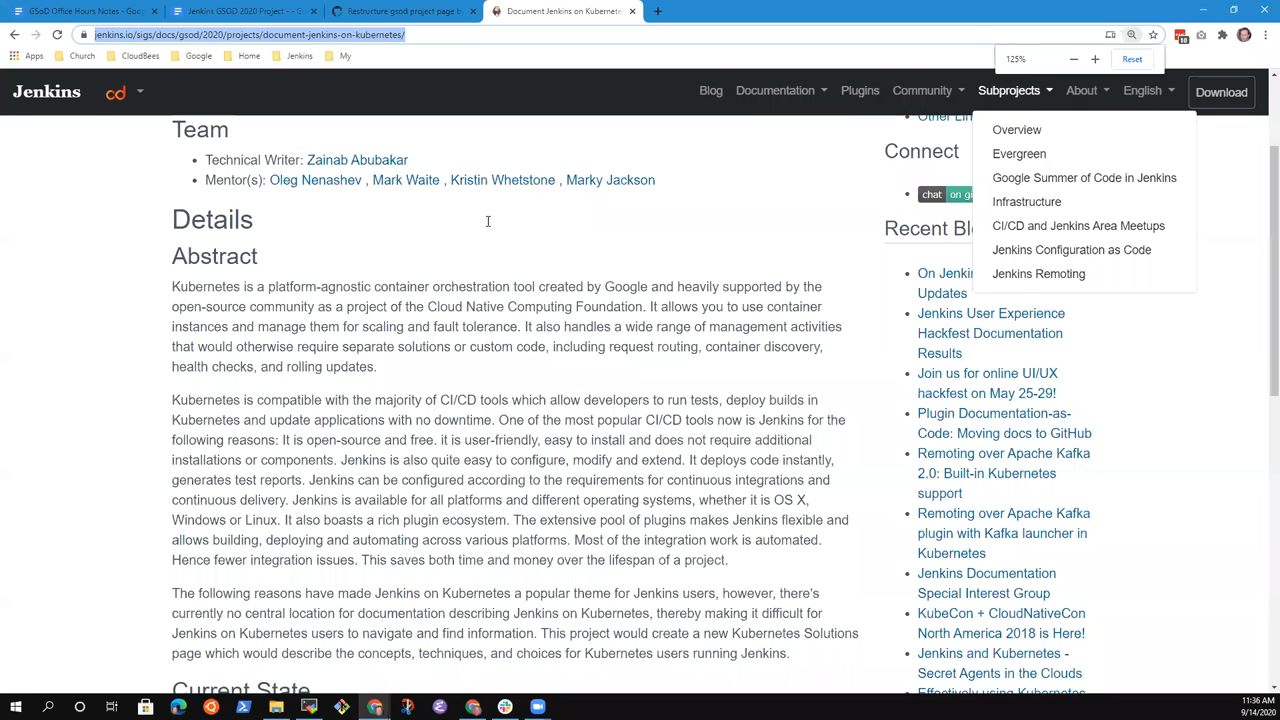 GSoD Office Hours Notes - Goog
Jenkins GSOD 2020 Project - - G
Restructure gsod project page by
Document Jenkins on Kubernete
jenkins.io/sigs/docs/gsod/2020/projects/document-jenkins-on-kubernetes/
10
Apps Church CloudBees Google Home Jenkins My
125% Reset
Jenkins cd Blog Documentation Plugins Community Subprojects About English Download
Overview
Evergreen
Google Summer of Code in Jenkins
Infrastructure
CI/CD and Jenkins Area Meetups
Jenkins Configuration as Code
Jenkins Remoting
Team
Technical Writer: Zainab Abubakar
Mentor(s): Oleg Nenashev , Mark Waite , Kristin Whetstone , Marky Jackson
Details
Abstract
Kubernetes is a platform-agnostic container orchestration tool created by Google and heavily supported by the
open-source community as a project of the Cloud Native Computing Foundation. It allows you to use container
instances and manage them for scaling and fault tolerance. It also handles a wide range of management activities
that would otherwise require separate solutions or custom code, including request routing, container discovery,
health checks, and rolling updates.
Kubernetes is compatible with the majority of CI/CD tools which allow developers to run tests, deploy builds in
Kubernetes and update applications with no downtime. One of the most popular CI/CD tools now is Jenkins for the
following reasons: It is open-source and free. it is user-friendly, easy to install and does not require additional
installations or components. Jenkins is also quite easy to configure, modify and extend. It deploys code instantly,
generates test reports. Jenkins can be configured according to the requirements for continuous integrations and
continuous delivery. Jenkins is available for all platforms and different operating systems, whether it is OS X,
Windows or Linux. It also boasts a rich plugin ecosystem. The extensive pool of plugins makes Jenkins flexible and
allows building, deploying and automating across various platforms. Most of the integration work is automated.
Hence fewer integration issues. This saves both time and money over the lifespan of a project.
The following reasons have made Jenkins on Kubernetes a popular theme for Jenkins users, however, there's
currently no central location for documentation describing Jenkins on Kubernetes, thereby making it difficult for
Jenkins on Kubernetes users to navigate and find information. This project would create a new Kubernetes Solutions
page which would describe the concepts, techniques, and choices for Kubernetes users running Jenkins.
Current State
Other Lin
Connect
chat on gi
Recent Bl
On Jenki
Updates
Jenkins User Experience
Hackfest Documentation
Results
Join us for online UI/UX
hackfest on May 25-29!
Plugin Documentation-as-
Code: Moving docs to GitHub
Remoting over Apache Kafka
2.0: Built-in Kubernetes
support
Remoting over Apache Kafka
plugin with Kafka launcher in
Kubernetes
Jenkins Documentation
Special Interest Group
KubeCon + CloudNativeCon
North America 2018 is Here!
Jenkins and Kubernetes -
Secret Agents in the Clouds
Effectively using Kubernetes
11:36 AM
9/14/2020